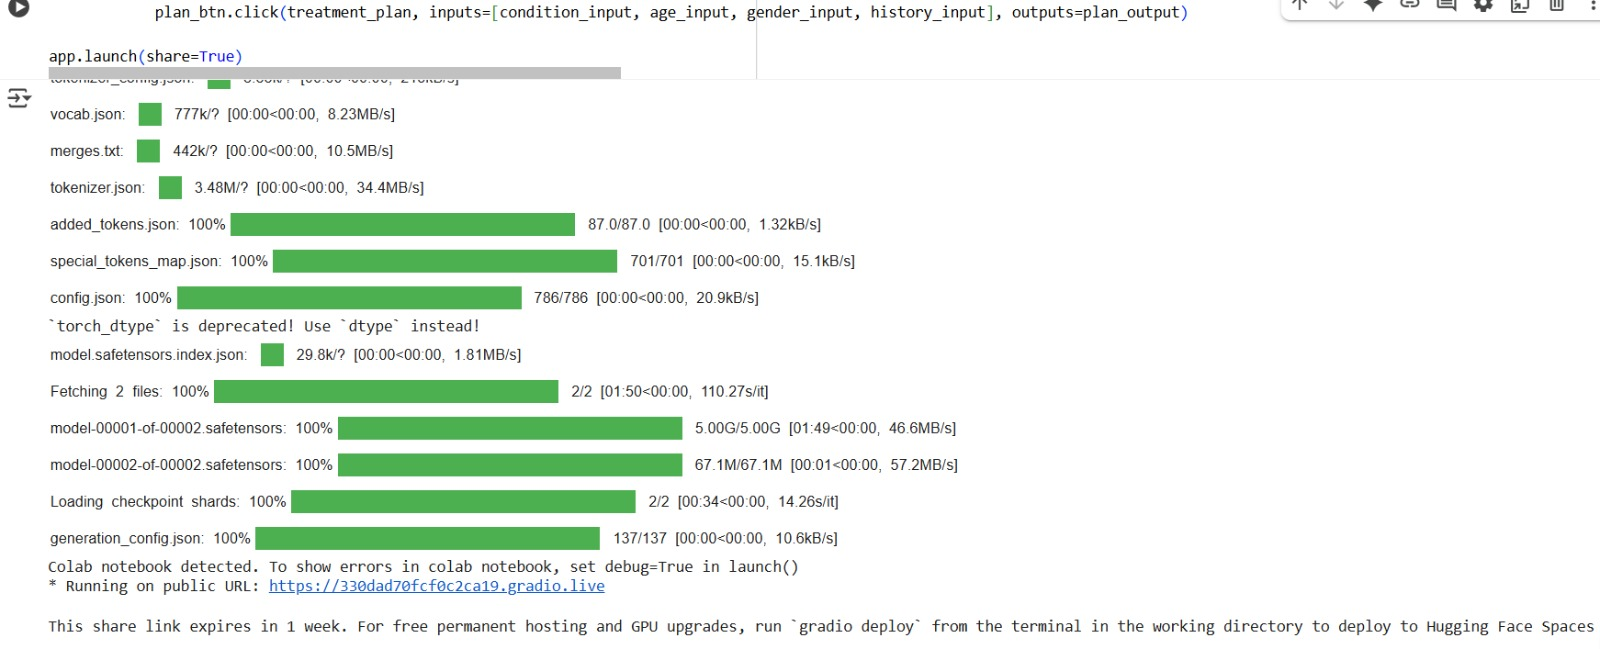 plan_btn.click(treatment_plan, inputs=[condition_input, age_input, gender_input, history_input], outputs=plan_output)
app.launch(share=True)
vocab.json: 777k/? [00:00<00:00, 8.23MB/s]
merges.txt: 442k/? [00:00<00:00, 10.5MB/s]
tokenizer.json: 3.48M/? [00:00<00:00, 34.4MB/s]
added_tokens.json: 100% 87.0/87.0 [00:00<00:00, 1.32kB/s]
special_tokens_map.json: 100% 701/701 [00:00<00:00, 15.1kB/s]
config.json: 100% 786/786 [00:00<00:00, 20.9kB/s]
`torch_dtype` is deprecated! Use `dtype` instead!
model.safetensors.index.json: 29.8k/? [00:00<00:00, 1.81MB/s]
Fetching 2 files: 100% 2/2 [01:50<00:00, 110.27s/it]
model-00001-of-00002.safetensors: 100% 5.00G/5.00G [01:49<00:00, 46.6MB/s]
model-00002-of-00002.safetensors: 100% 67.1M/67.1M [00:01<00:00, 57.2MB/s]
Loading checkpoint shards: 100% 2/2 [00:34<00:00, 14.26s/it]
generation_config.json: 100% 137/137 [00:00<00:00, 10.6kB/s]
Colab notebook detected. To show errors in colab notebook, set debug=True in launch()
* Running on public URL: https://330dad70fcf0c2ca19.gradio.live
This share link expires in 1 week. For free permanent hosting and GPU upgrades, run `gradio deploy` from the terminal in the working directory to deploy to Hugging Face Spaces